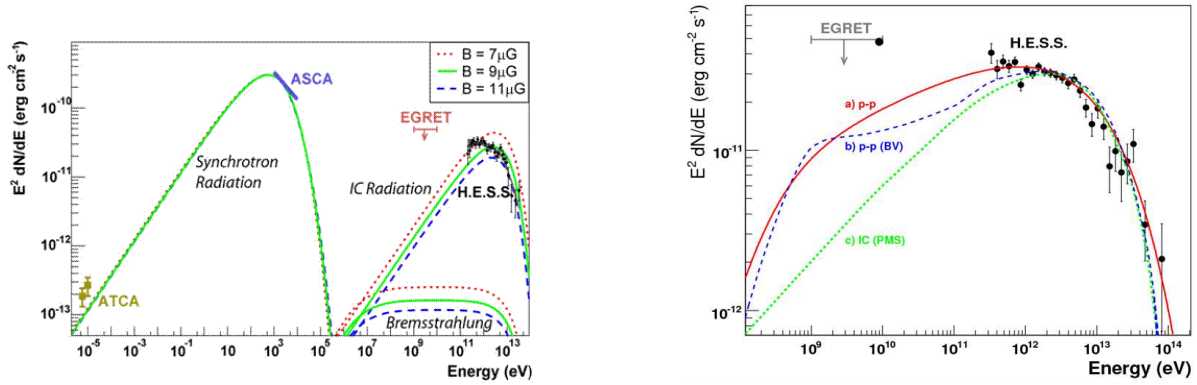 E² dN/dE (erg cm⁻² s⁻¹)
10⁻¹⁰
10⁻¹¹
10⁻¹²
10⁻¹³
B = 7μG
B = 9μG
B = 11μG
ASCA
EGRET
Synchrotron
Radiation
IC Radiation
H.E.S.S.
ATCA
Bremsstrahlung
10⁻⁵ 10⁻³ 10⁻¹ 10 10³ 10⁵ 10⁷ 10⁹ 10¹¹ 10¹³
Energy (eV)
E² dN/dE (erg cm⁻² s⁻¹)
10⁻¹¹
10⁻¹²
EGRET
H.E.S.S.
a) p-p
b) p-p (BV)
c) IC (PMS)
10⁹ 10¹⁰ 10¹¹ 10¹² 10¹³ 10¹⁴
Energy (eV)